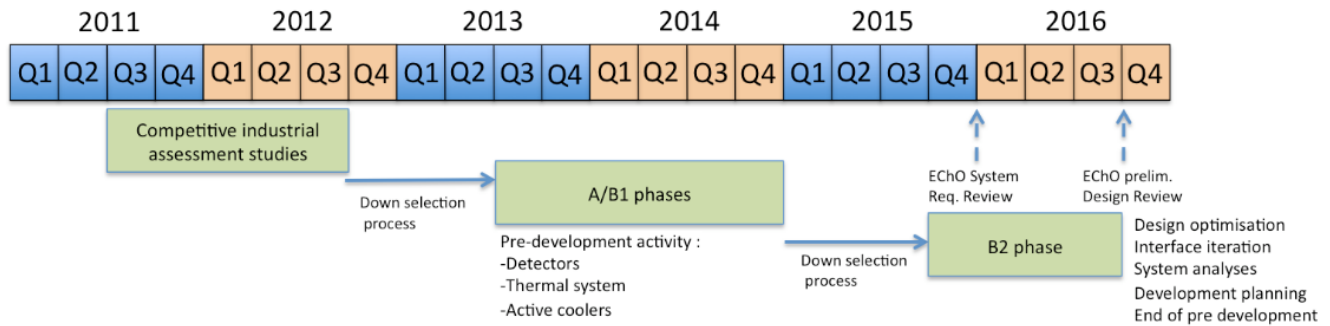 2011 2012 2013 2014 2015 2016
Q1 Q2 Q3 Q4 Q1 Q2 Q3 Q4 Q1 Q2 Q3 Q4 Q1 Q2 Q3 Q4 Q1 Q2 Q3 Q4 Q1 Q2 Q3 Q4
Competitive industrial
assessment studies
Down selection
process
A/B1 phases
Pre-development activity :
-Detectors
-Thermal system
-Active coolers
Down selection
process
EChO System
Req. Review
EChO prelim.
Design Review
B2 phase
Design optimisation
Interface iteration
System analyses
Development planning
End of pre development